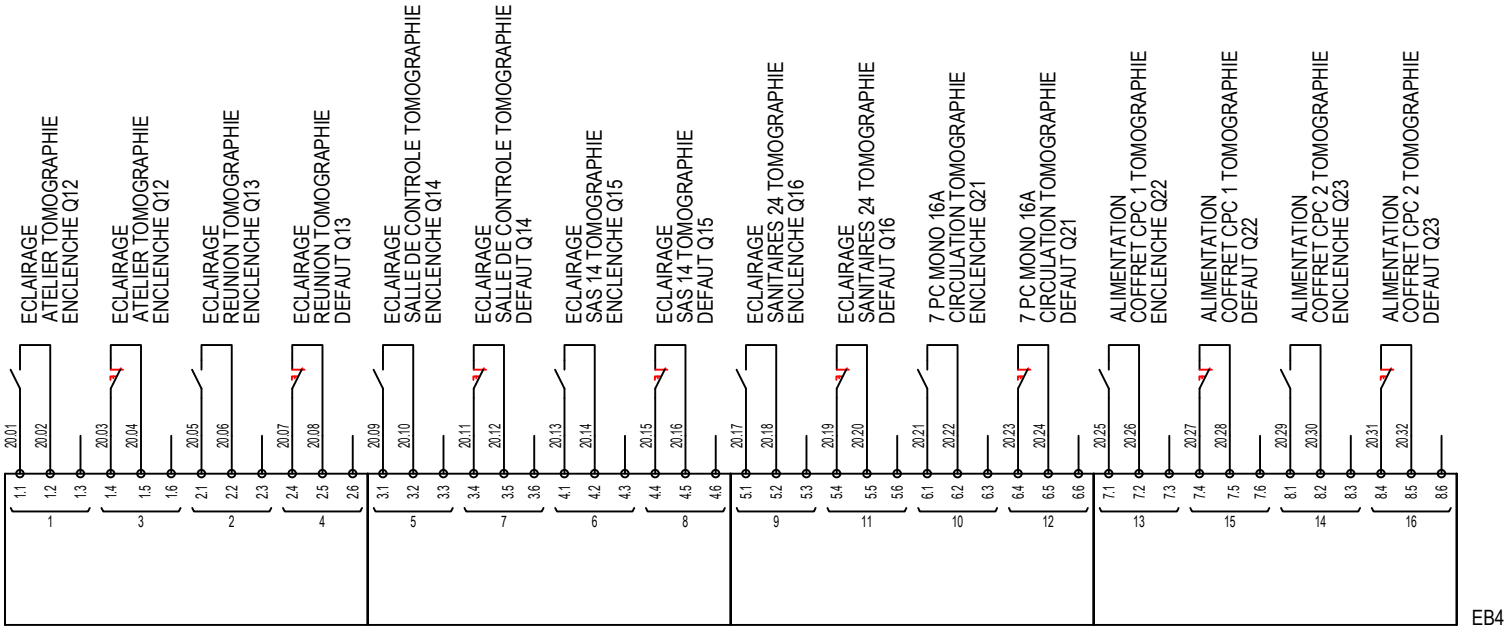 ECLAIRAGE
ATELIER TOMOGRAPHIE
ENCLENCHE Q12
ECLAIRAGE
ATELIER TOMOGRAPHIE
ENCLENCHE Q12
ECLAIRAGE
REUNION TOMOGRAPHIE
ENCLENCHE Q13
ECLAIRAGE
REUNION TOMOGRAPHIE
DEFAUT Q13
ECLAIRAGE
SALLE DE CONTROLE TOMOGRAPHIE
ENCLENCHE Q14
ECLAIRAGE
SALLE DE CONTROLE TOMOGRAPHIE
DEFAUT Q14
ECLAIRAGE
SAS 14 TOMOGRAPHIE
ENCLENCHE Q15
ECLAIRAGE
SAS 14 TOMOGRAPHIE
DEFAUT Q15
ECLAIRAGE
SANITAIRES 24 TOMOGRAPHIE
ENCLENCHE Q16
ECLAIRAGE
SANITAIRES 24 TOMOGRAPHIE
DEFAUT Q16
7 PC MONO 16A
CIRCULATION TOMOGRAPHIE
ENCLENCHE Q21
7 PC MONO 16A
CIRCULATION TOMOGRAPHIE
DEFAUT Q21
ALIMENTATION
COFFRET CPC 1 TOMOGRAPHIE
ENCLENCHE Q22
ALIMENTATION
COFFRET CPC 1 TOMOGRAPHIE
DEFAUT Q22
ALIMENTATION
COFFRET CPC 2 TOMOGRAPHIE
ENCLENCHE Q23
ALIMENTATION
COFFRET CPC 2 TOMOGRAPHIE
DEFAUT Q23
20.01
20.02
20.03
20.04
20.05
20.06
20.07
20.08
20.09
20.10
20.11
20.12
20.13
20.14
20.15
20.16
20.17
20.18
20.19
20.20
20.21
20.22
20.23
20.24
20.25
20.26
20.27
20.28
20.29
20.30
20.31
20.32
1.1
1.2
1.3
1.4
1.5
1.6
2.1
2.2
2.3
2.4
2.5
2.6
3.1
3.2
3.3
3.4
3.5
3.6
4.1
4.2
4.3
4.4
4.5
4.6
5.1
5.2
5.3
5.4
5.5
5.6
6.1
6.2
6.3
6.4
6.5
6.6
7.1
7.2
7.3
7.4
7.5
7.6
8.1
8.2
8.3
8.4
8.5
8.6
1
3
2
4
5
7
6
8
9
11
10
12
13
15
14
16
EB4